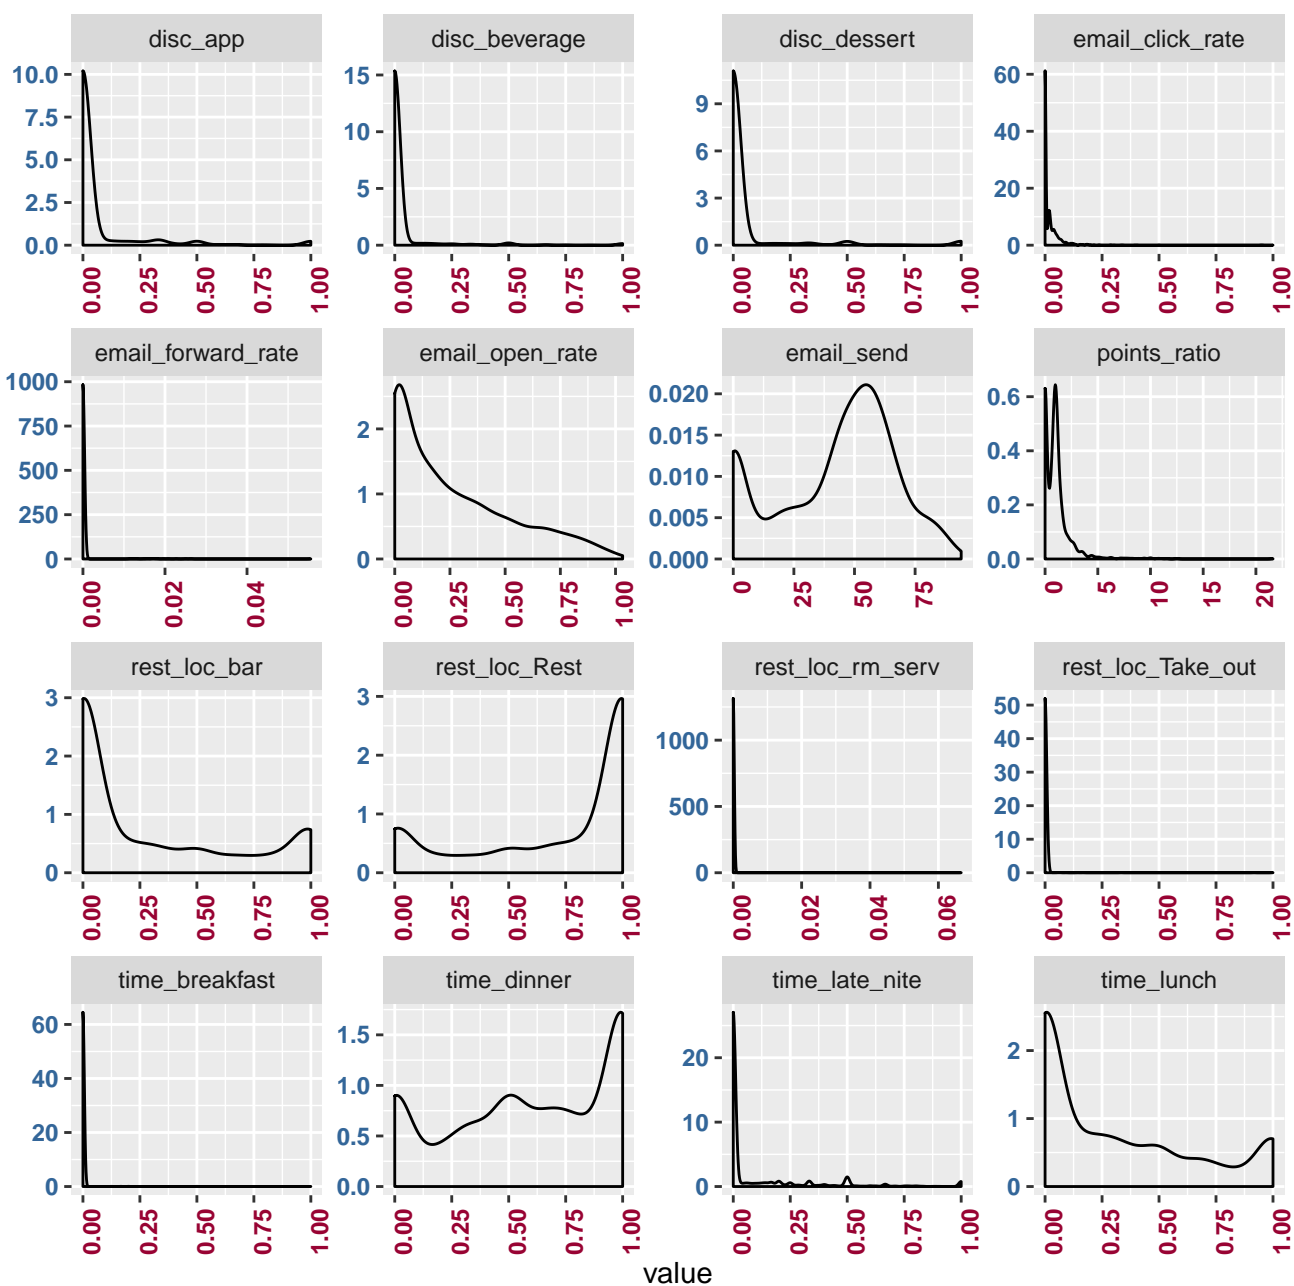 disc_app disc_beverage disc_dessert email_click_rate
10.0 7.5 5.0 2.5 0.0 15 10 5 0 9 6 3 0 60 40 20 0
0.00 0.25 0.50 0.75 1.00 0.00 0.25 0.50 0.75 1.00 0.00 0.25 0.50 0.75 1.00 0.00 0.25 0.50 0.75 1.00
email_forward_rate email_open_rate email_send points_ratio
1000 750 500 250 0 2 1 0 0.020 0.015 0.010 0.005 0.000 0.6 0.4 0.2 0.0
0.00 0.02 0.04 0.00 0.25 0.50 0.75 1.00 0 25 50 75 0 5 10 15 20
rest_loc_bar rest_loc_Rest rest_loc_rm_serv rest_loc_Take_out
3 2 1 0 3 2 1 0 1000 500 0 50 40 30 20 10 0
0.00 0.25 0.50 0.75 1.00 0.00 0.25 0.50 0.75 1.00 0.00 0.02 0.04 0.06 0.00 0.25 0.50 0.75 1.00
time_breakfast time_dinner time_late_nite time_lunch
60 40 20 0 1.5 1.0 0.5 0.0 20 10 0 2 1 0
0.00 0.25 0.50 0.75 1.00 0.00 0.25 0.50 0.75 1.00 0.00 0.25 0.50 0.75 1.00 0.00 0.25 0.50 0.75 1.00
value